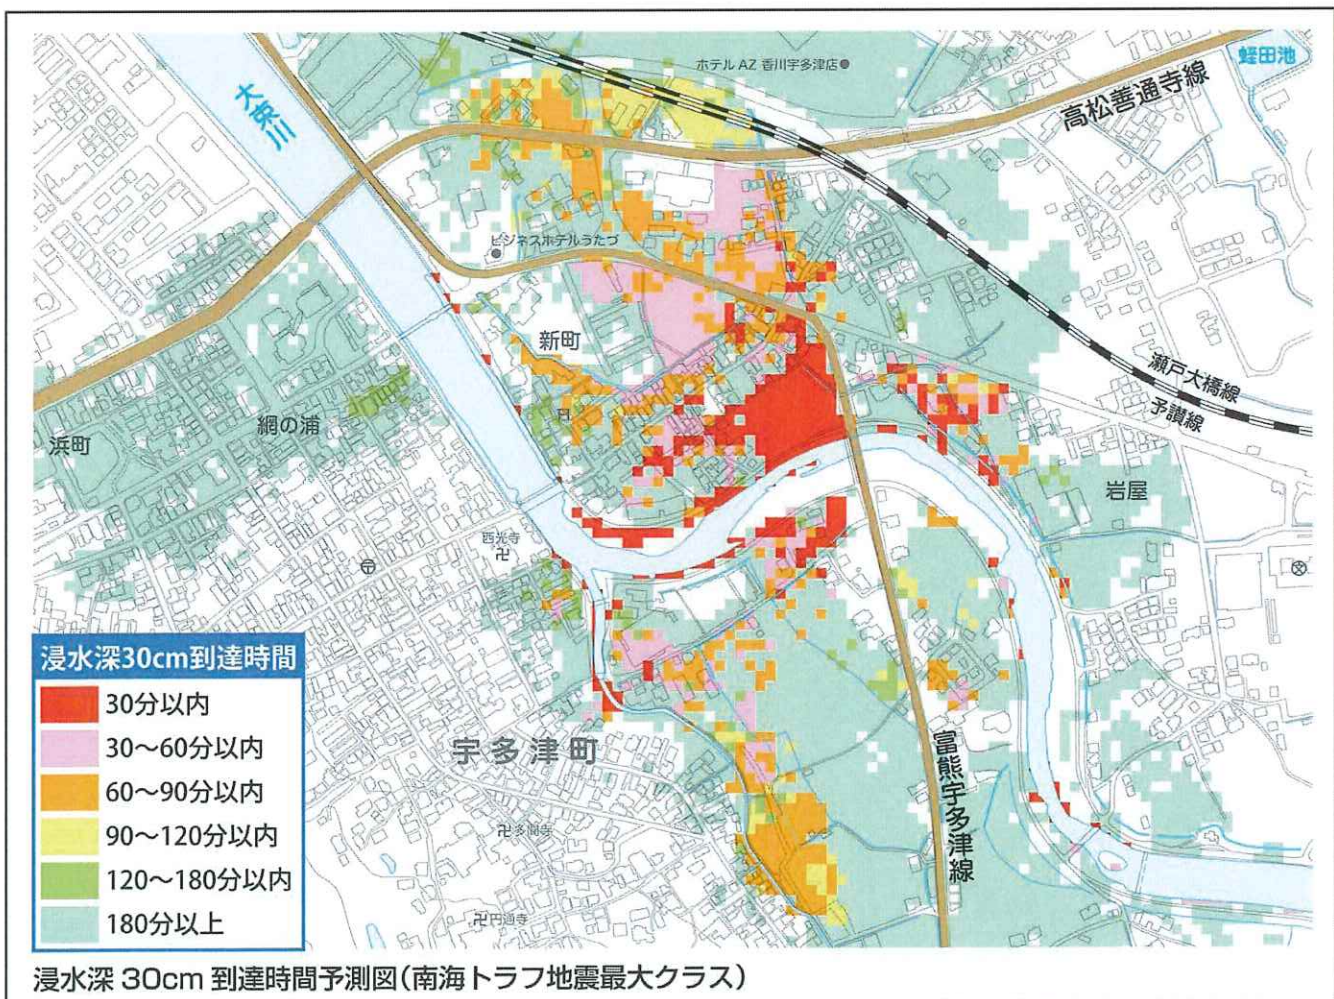 ホテル AZ 香川宇多津店
蛭田池
高松善通寺線
大束川
ビジネスホテルうたづ
新町
瀬戸大橋線
予讃線
浜町
網の浦
岩屋
西光寺
浸水深30cm到達時間
30分以内
30～60分以内
60～90分以内
90～120分以内
120～180分以内
180分以上
宇多津町
富熊宇多津線
多聞寺
円通寺
浸水深 30cm 到達時間予測図(南海トラフ地震最大クラス)